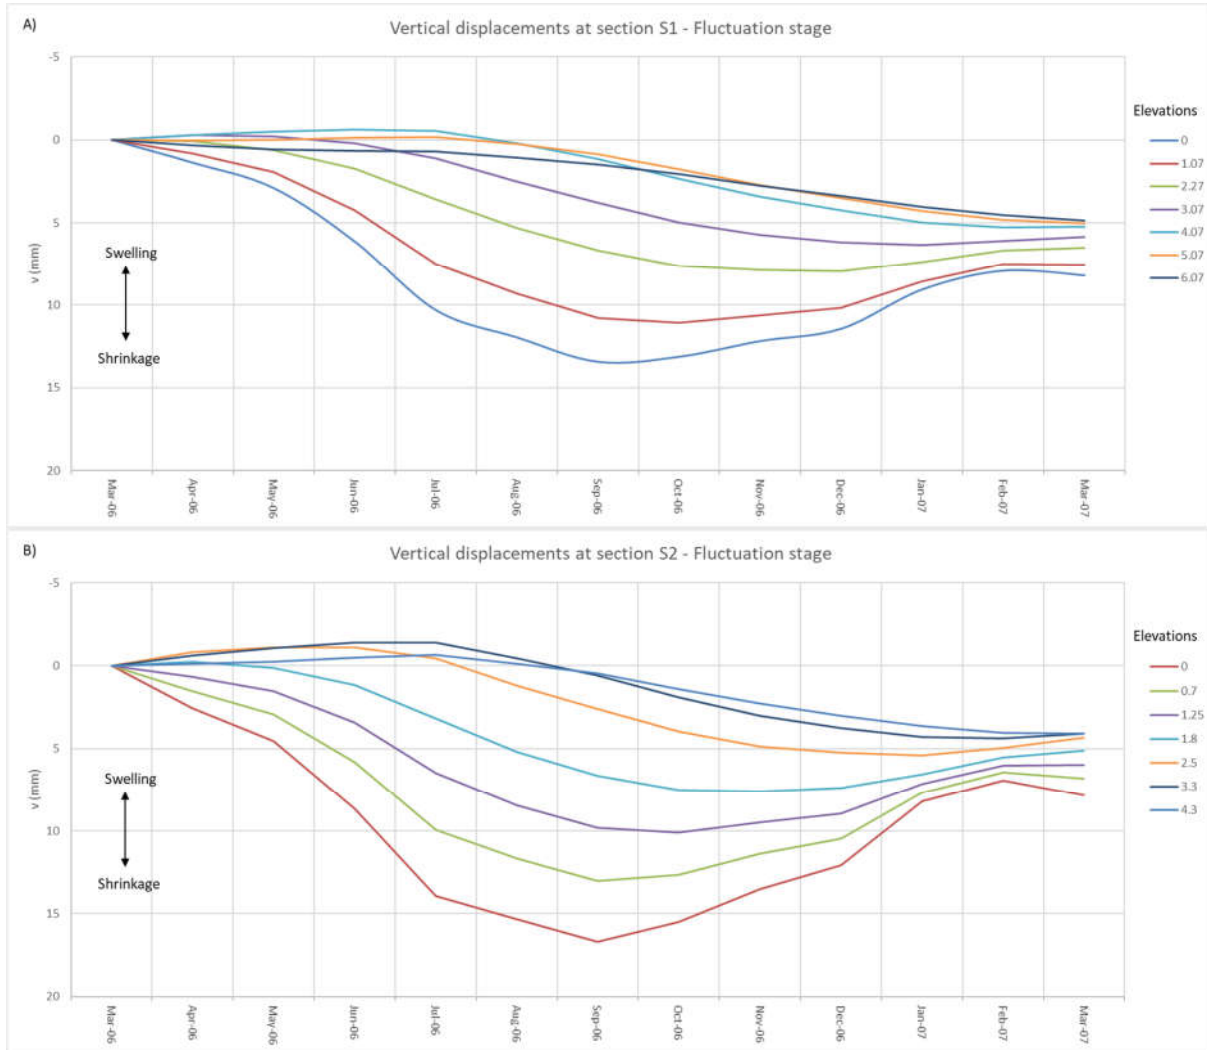 A)
Vertical displacements at section S1 - Fluctuation stage
-5
0
5
10
15
20
v (mm)
Swelling
Shrinkage
Elevations
0
1.07
2.27
3.07
4.07
5.07
6.07
Mar-06
Apr-06
May-06
Jun-06
Jul-06
Aug-06
Sep-06
Oct-06
Nov-06
Dec-06
Jan-07
Feb-07
Mar-07
B)
Vertical displacements at section S2 - Fluctuation stage
-5
0
5
10
15
20
v (mm)
Swelling
Shrinkage
Elevations
0
0.7
1.25
1.8
2.5
3.3
4.3
Mar-06
Apr-06
May-06
Jun-06
Jul-06
Aug-06
Sep-06
Oct-06
Nov-06
Dec-06
Jan-07
Feb-07
Mar-07